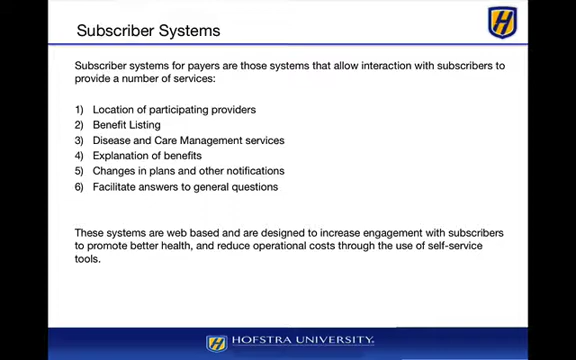 Subscriber Systems
Subscriber systems for payers are those systems that allow interaction with subscribers to
provide a number of services:
1) Location of participating providers
2) Benefit Listing
3) Disease and Care Management services
4) Explanation of benefits
5) Changes in plans and other notifications
6) Facilitate answers to general questions
These systems are web based and are designed to increase engagement with subscribers
to promote better health, and reduce operational costs through the use of self-service
tools.
HOFSTRA UNIVERSITY